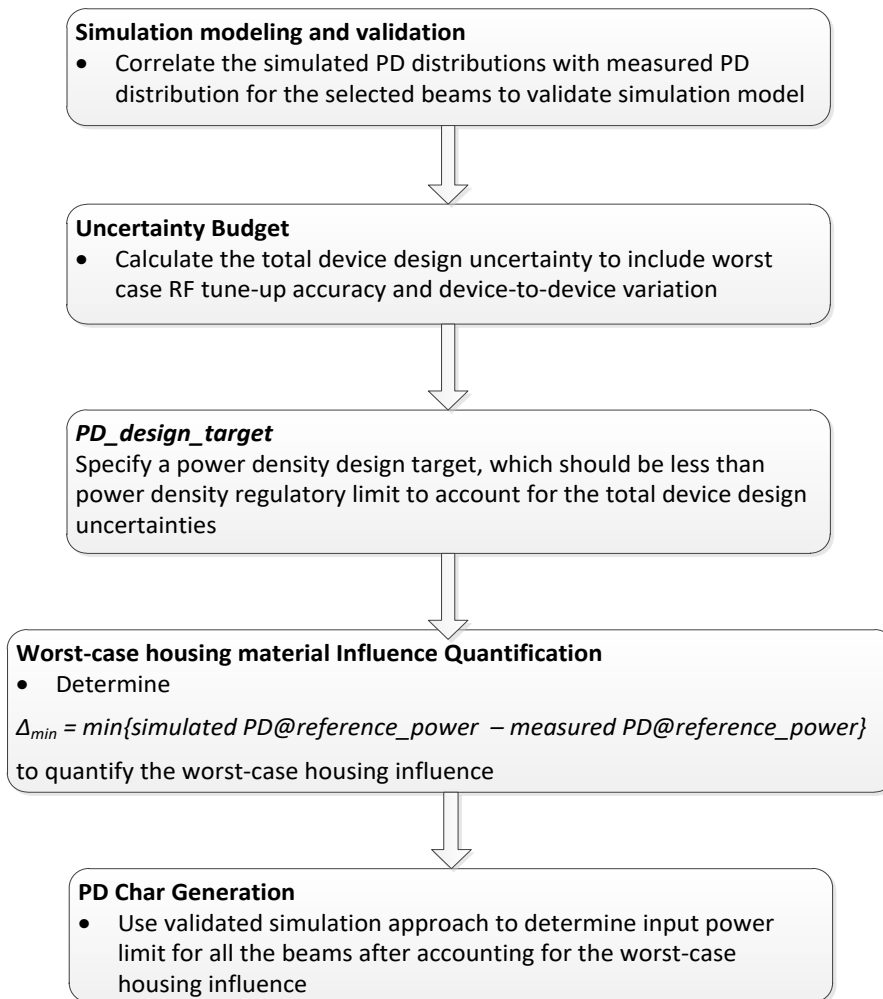 Simulation modeling and validation
• Correlate the simulated PD distributions with measured PD
distribution for the selected beams to validate simulation model
Uncertainty Budget
• Calculate the total device design uncertainty to include worst
case RF tune-up accuracy and device-to-device variation
PD_design_target
Specify a power density design target, which should be less than
power density regulatory limit to account for the total device design
uncertainties
Worst-case housing material Influence Quantification
• Determine
Δmin = min{simulated PD@reference_power – measured PD@reference_power}
to quantify the worst-case housing influence
PD Char Generation
• Use validated simulation approach to determine input power
limit for all the beams after accounting for the worst-case
housing influence